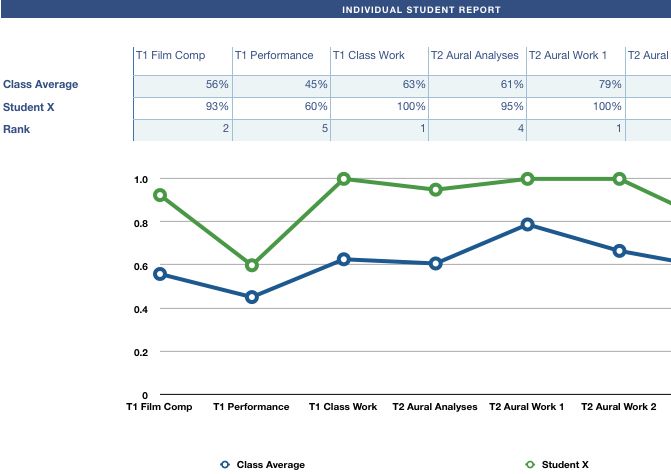 INDIVIDUAL STUDENT REPORT
T1 Film Comp T1 Performance T1 Class Work T2 Aural Analyses T2 Aural Work 1 T2 Aural
Class Average 56% 45% 63% 61% 79%
Student X 93% 60% 100% 95% 100%
Rank 2 5 1 4 1
1.0
0.8
0.6
0.4
0.2
0
T1 Film Comp T1 Performance T1 Class Work T2 Aural Analyses T2 Aural Work 1 T2 Aural Work 2
Class Average Student X